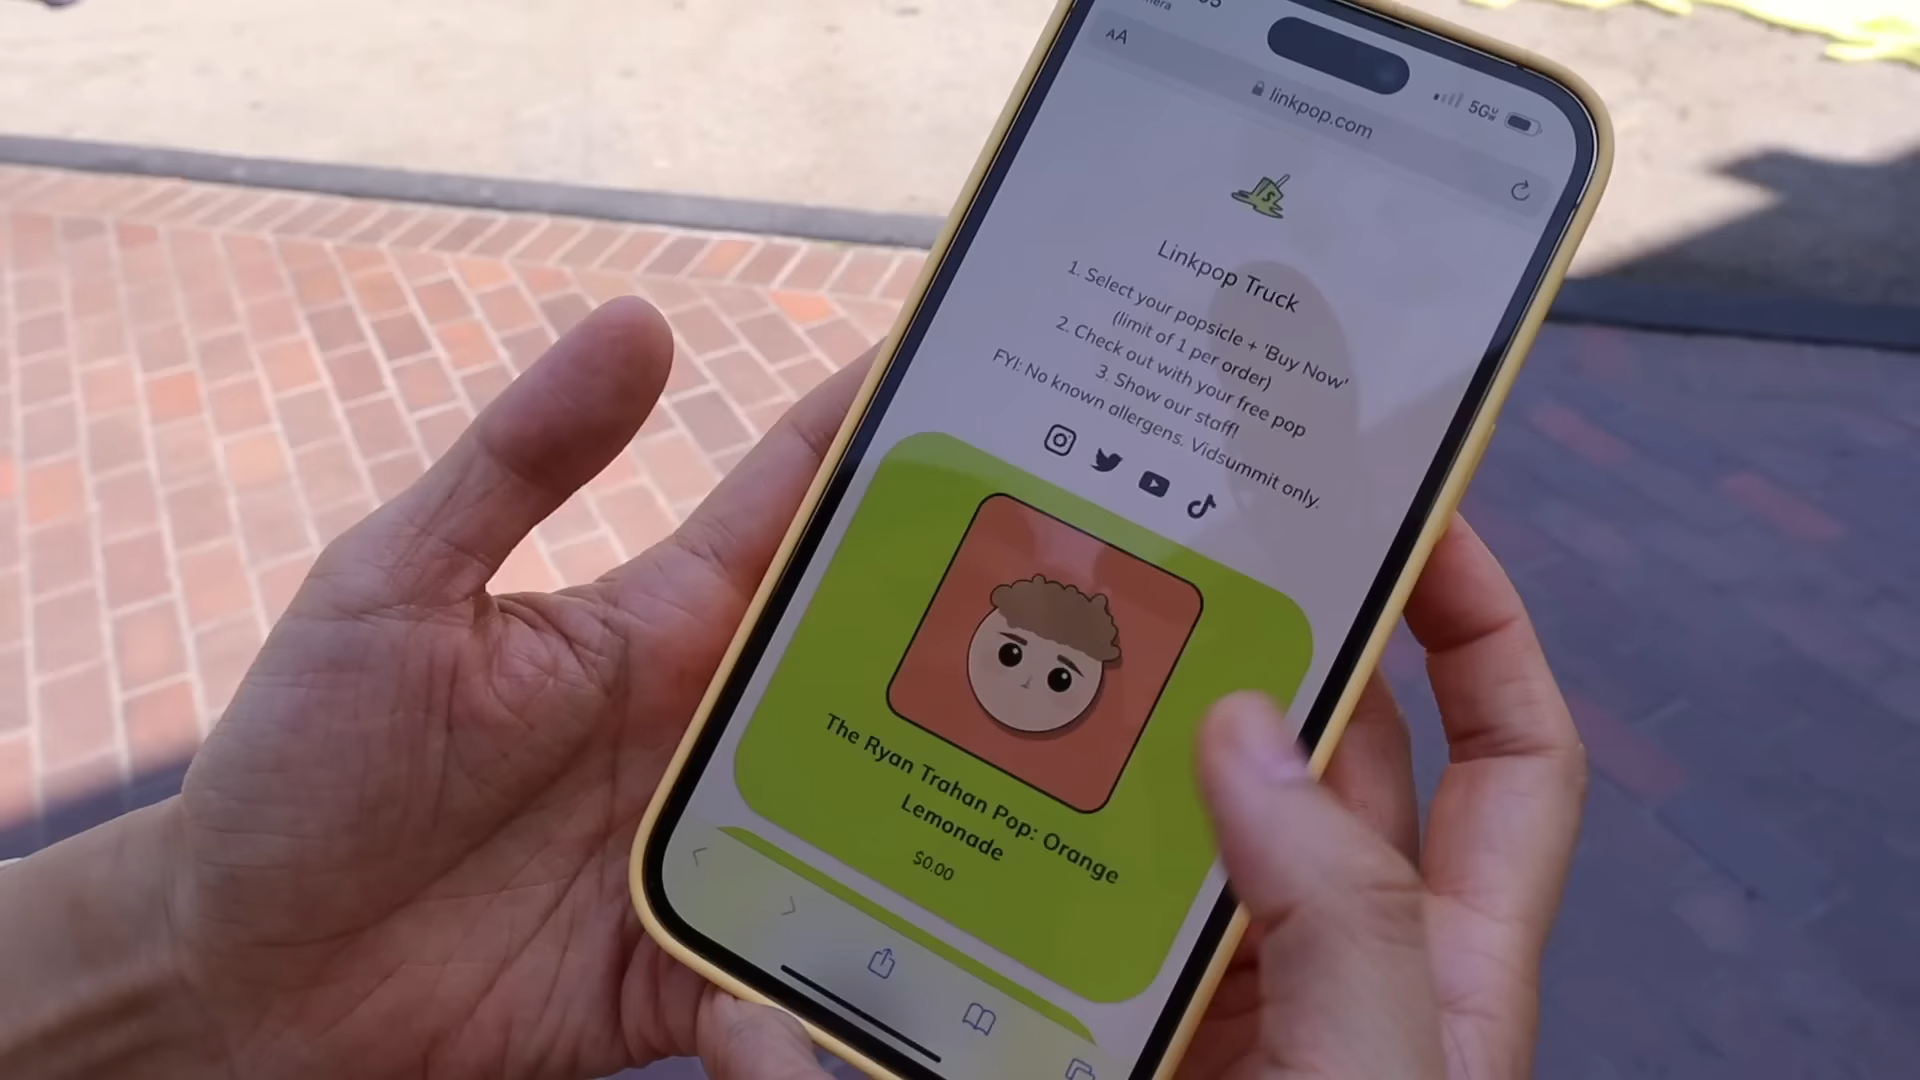 AA
linkpop.com
5G
Linkpop Truck
1. Select your popsicle + 'Buy Now'
(limit of 1 per order)
2. Check out with your free pop
3. Show our staff!
FYI: No known allergens. Vidsummit only.
The Ryan Trahan Pop: Orange
Lemonade
$0.00